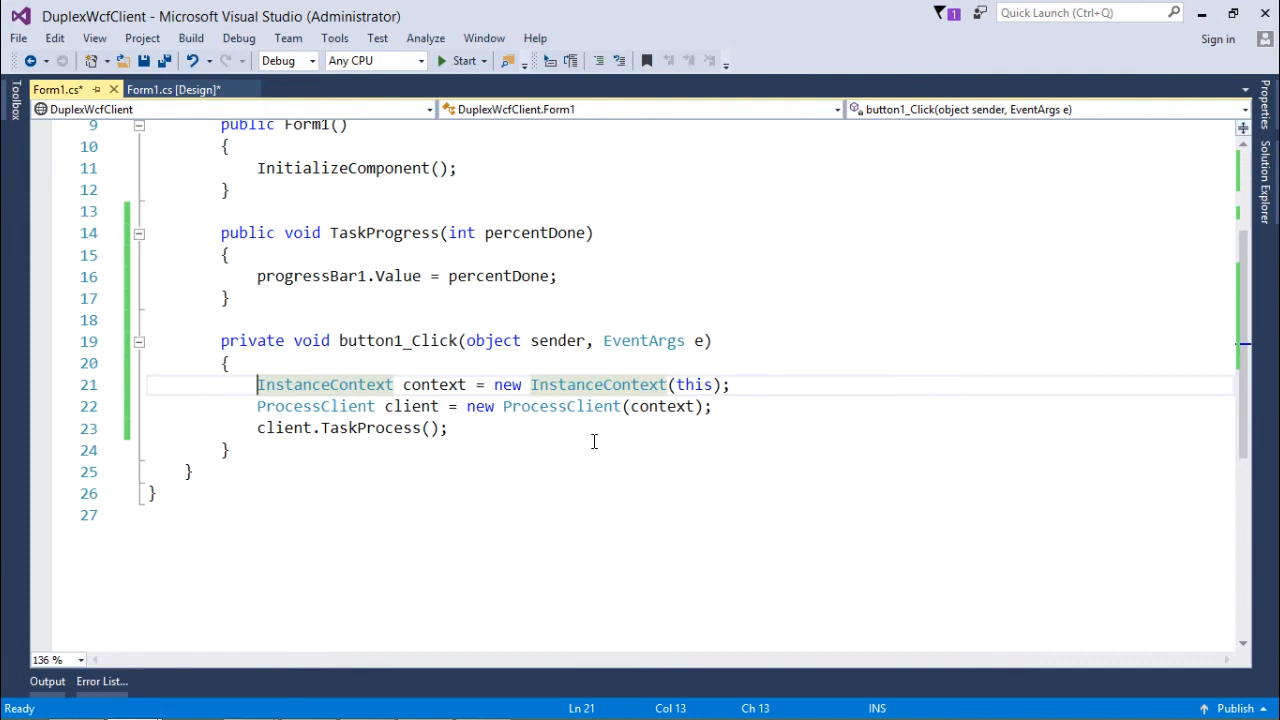 DuplexWcfClient - Microsoft Visual Studio (Administrator)
1
Quick Launch (Ctrl+Q)
File Edit View Project Build Debug Team Tools Test Analyze Window Help
Sign in
Debug Any CPU Start
Form1.cs* Form1.cs [Design]*
Toolbox
Properties
Solution Explorer
DuplexWcfClient DuplexWcfClient.Form1 button1_Click(object sender, EventArgs e)
9 public Form1()
10 {
11 InitializeComponent();
12 }
13
14 public void TaskProgress(int percentDone)
15 {
16 progressBar1.Value = percentDone;
17 }
18
19 private void button1_Click(object sender, EventArgs e)
20 {
21 InstanceContext context = new InstanceContext(this);
22 ProcessClient client = new ProcessClient(context);
23 client.TaskProcess();
24 }
25 }
26 }
27
136 %
Output Error List...
Ready Ln 21 Col 13 Ch 13 INS Publish